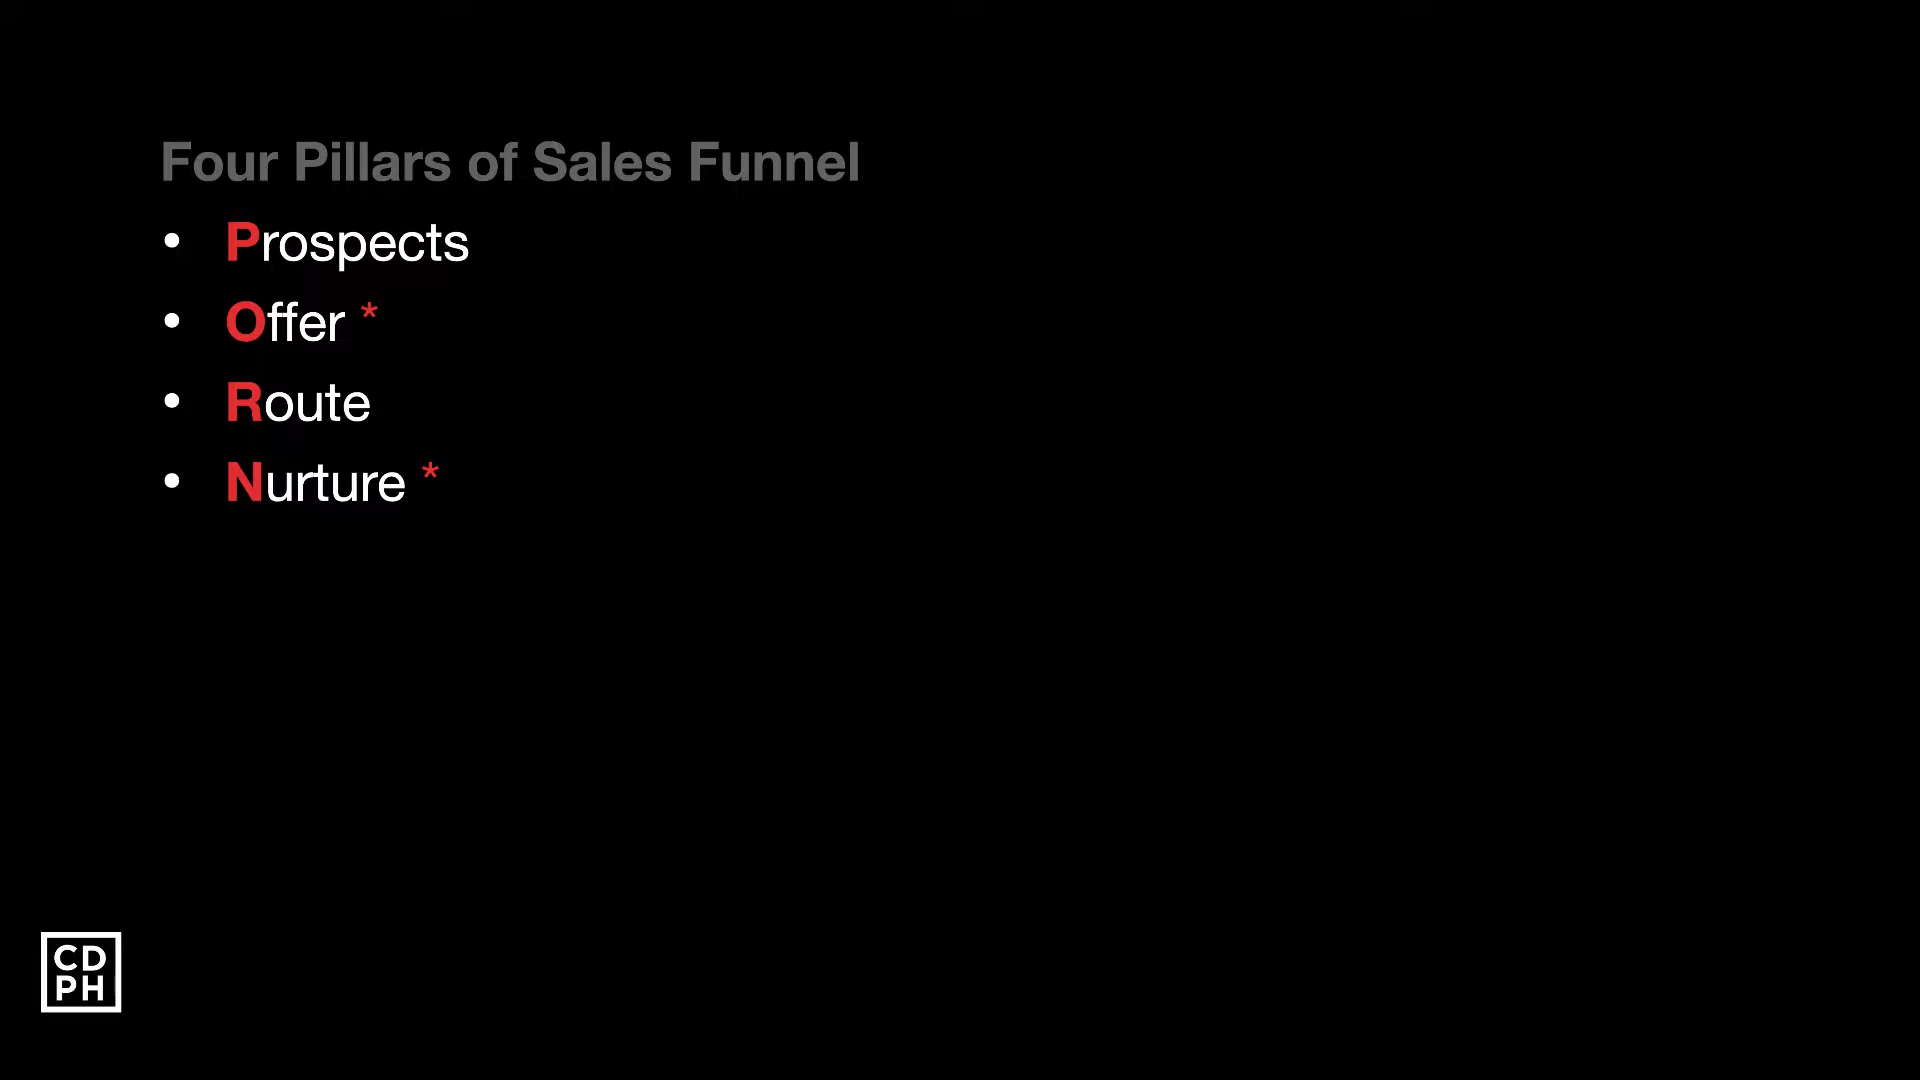 Four Pillars of Sales Funnel
• Prospects
• Offer *
• Route
• Nurture *
CD
PH